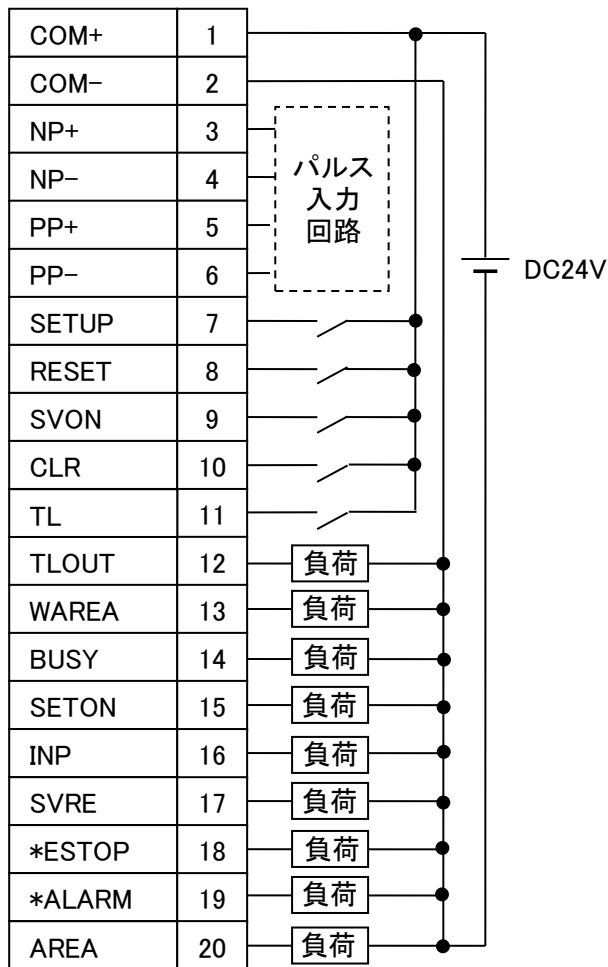 COM+ 1
COM- 2
NP+ 3
NP- 4
PP+ 5
PP- 6
パルス
入力
回路
DC24V
SETUP 7
RESET 8
SVON 9
CLR 10
TL 11
TLOUT 12 負荷
WAREA 13 負荷
BUSY 14 負荷
SETON 15 負荷
INP 16 負荷
SVRE 17 負荷
*ESTOP 18 負荷
*ALARM 19 負荷
AREA 20 負荷